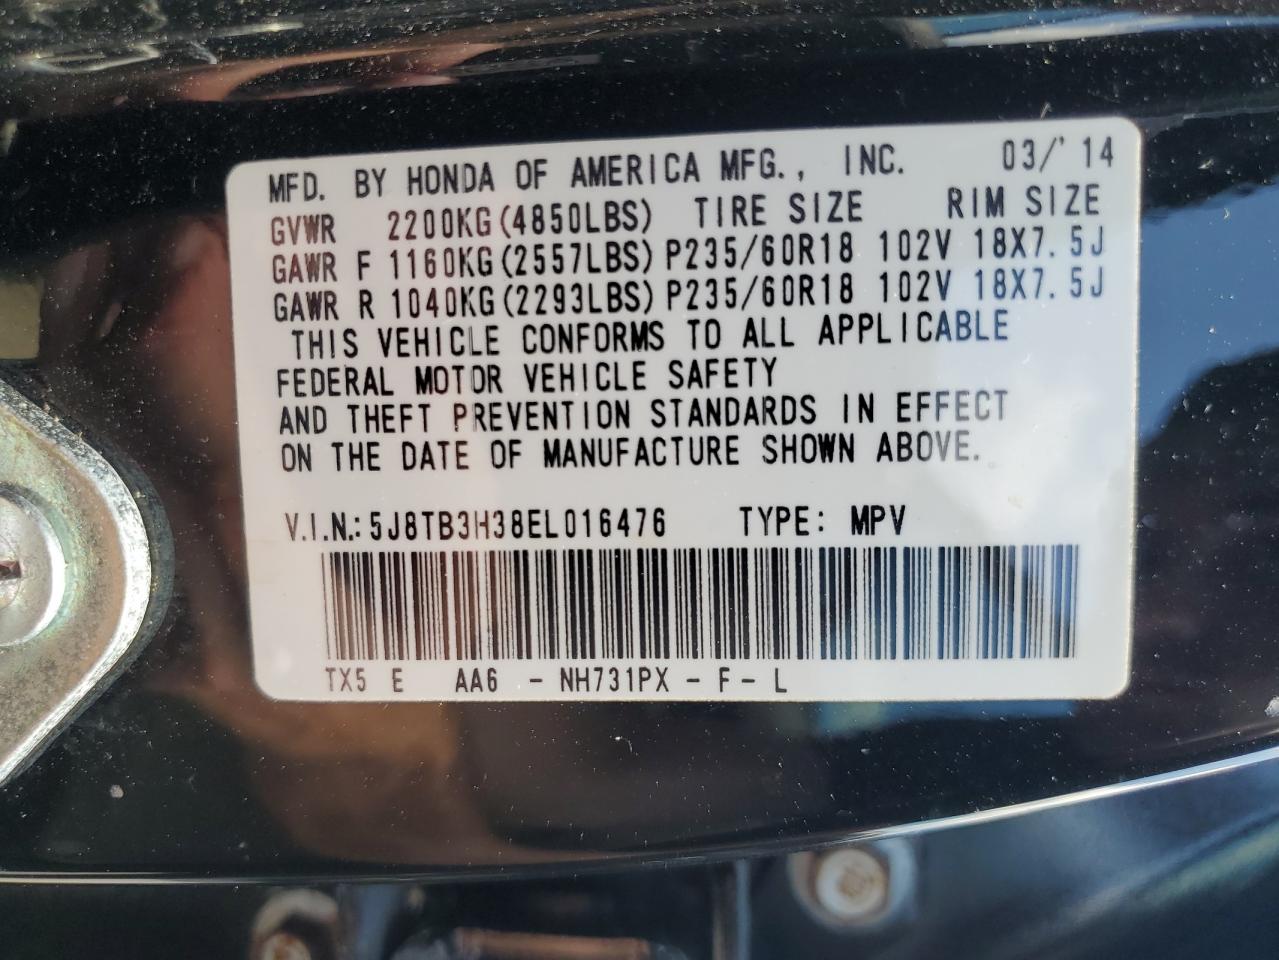 MFD. BY HONDA OF AMERICA MFG., INC. 03/'14
GVWR 2200KG(4850LBS) TIRE SIZE RIM SIZE
GAWR F 1160KG(2557LBS) P235/60R18 102V 18X7.5J
GAWR R 1040KG(2293LBS) P235/60R18 102V 18X7.5J
THIS VEHICLE CONFORMS TO ALL APPLICABLE
FEDERAL MOTOR VEHICLE SAFETY
AND THEFT PREVENTION STANDARDS IN EFFECT
ON THE DATE OF MANUFACTURE SHOWN ABOVE.
V.I.N.: 5J8TB3H38EL016476 TYPE: MPV
TX5 E AA6 - NH731PX - F - L